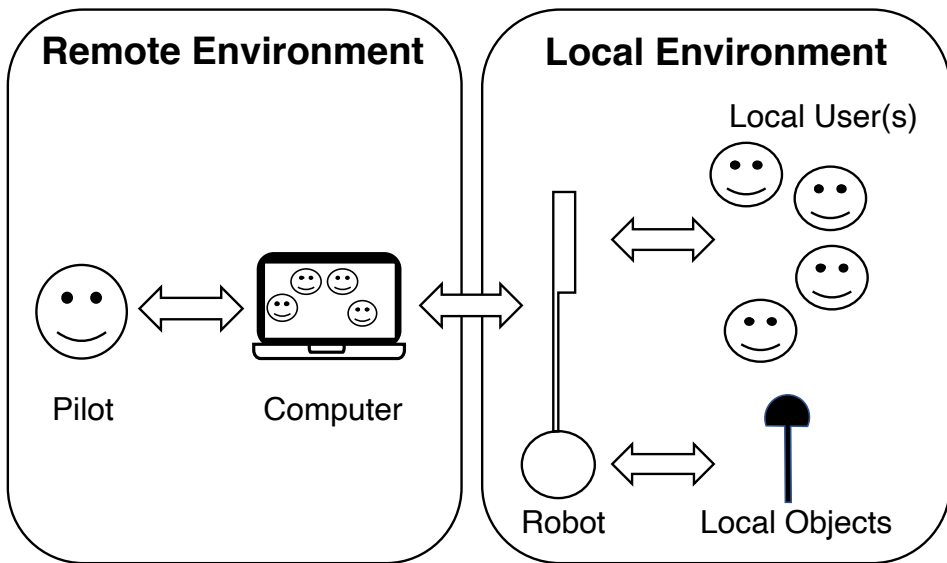 Remote Environment
Pilot
Computer
Local Environment
Local User(s)
Robot
Local Objects